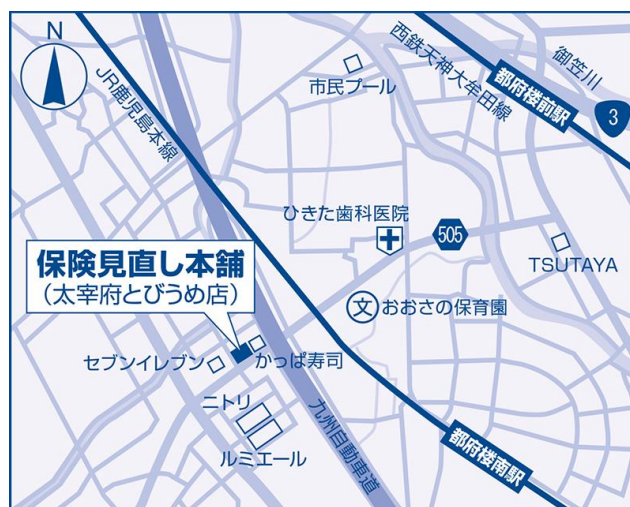 N
JR鹿児島本線
市民プール
西鉄天神大牟田線
御笠川
都府楼前駅
3
ひきた歯科医院
505
TSUTAYA
保険見直し本舗
(太宰府とびうめ店)
文
おおさの保育園
セブンイレブン
かっぱ寿司
ニトリ
ルミエール
九州自動車道
都府楼南駅